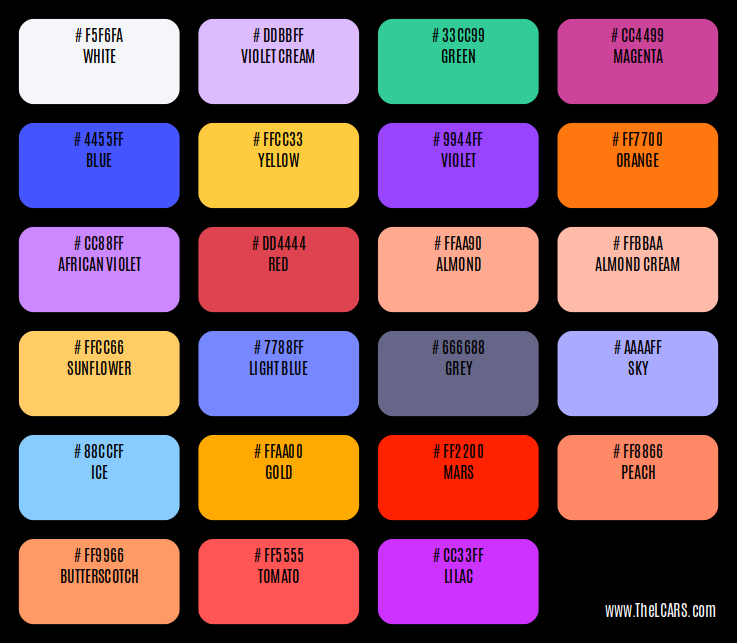 # F5F6FA
WHITE
# DDBBFF
VIOLET CREAM
# 33CC99
GREEN
# CC4499
MAGENTA
# 4455FF
BLUE
# FFCC33
YELLOW
# 9944FF
VIOLET
# FF7700
ORANGE
# CC88FF
AFRICAN VIOLET
# DD4444
RED
# FFAA90
ALMOND
# FFBBAA
ALMOND CREAM
# FFCC66
SUNFLOWER
# 7788FF
LIGHT BLUE
# 666688
GREY
# AAAAFF
SKY
# 88CCFF
ICE
# FFAA00
GOLD
# FF2200
MARS
# FF8866
PEACH
# FF9966
BUTTERSCOTCH
# FF5555
TOMATO
# CC33FF
LILAC
www.TheLCARS.com